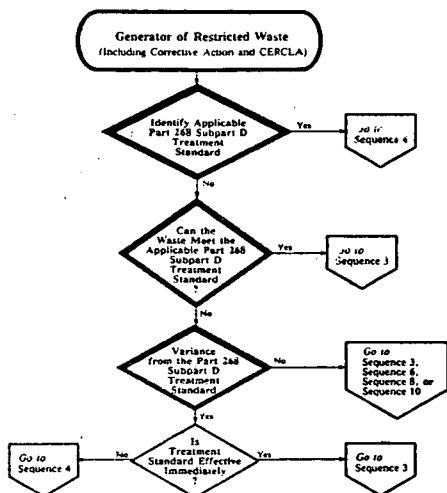 Generator of Restricted Waste
(Including Corrective Action and CERCLA)
Identify Applicable
Part 268 Subpart D
Treatment
Standard
Yes
Sequence 4
No
Can the
Waste Meet the
Applicable Part 268
Subpart D
Treatment
Standard
?
Yes
Go to
Sequence 3
No
Variance
from the Part 268
Subpart D
Treatment
Standard
No
Go to
Sequence 3,
Sequence 6,
Sequence 8, or
Sequence 10
Yes
Is
Treatment
Standard Effective
Immediately
?
No
Go to
Sequence 4
Yes
Go to
Sequence 3